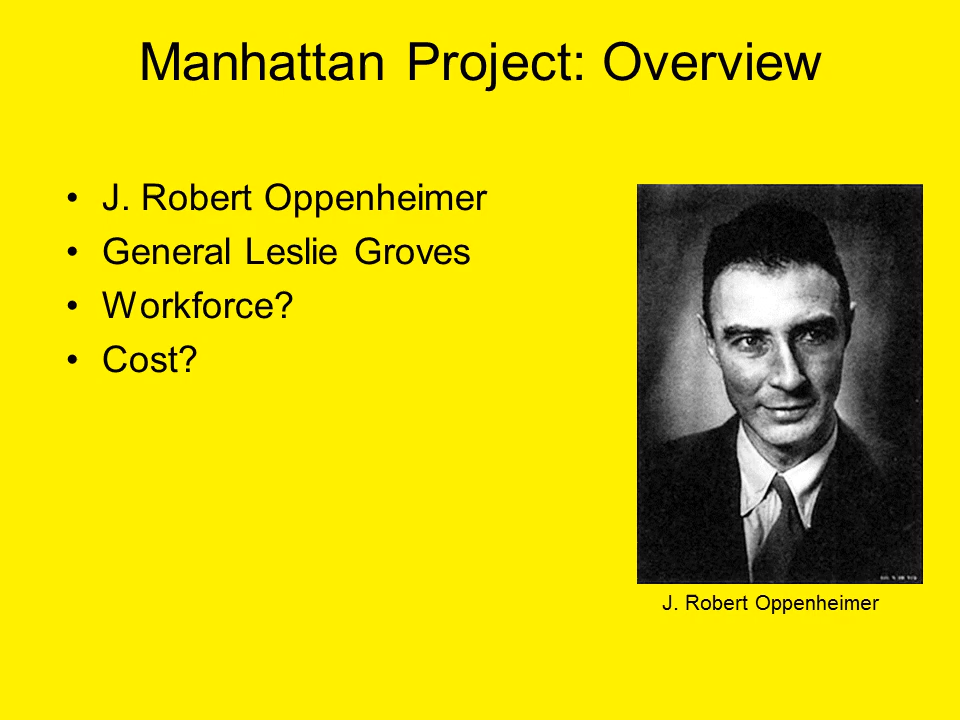 Manhattan Project: Overview
• J. Robert Oppenheimer
• General Leslie Groves
• Workforce?
• Cost?
J. Robert Oppenheimer